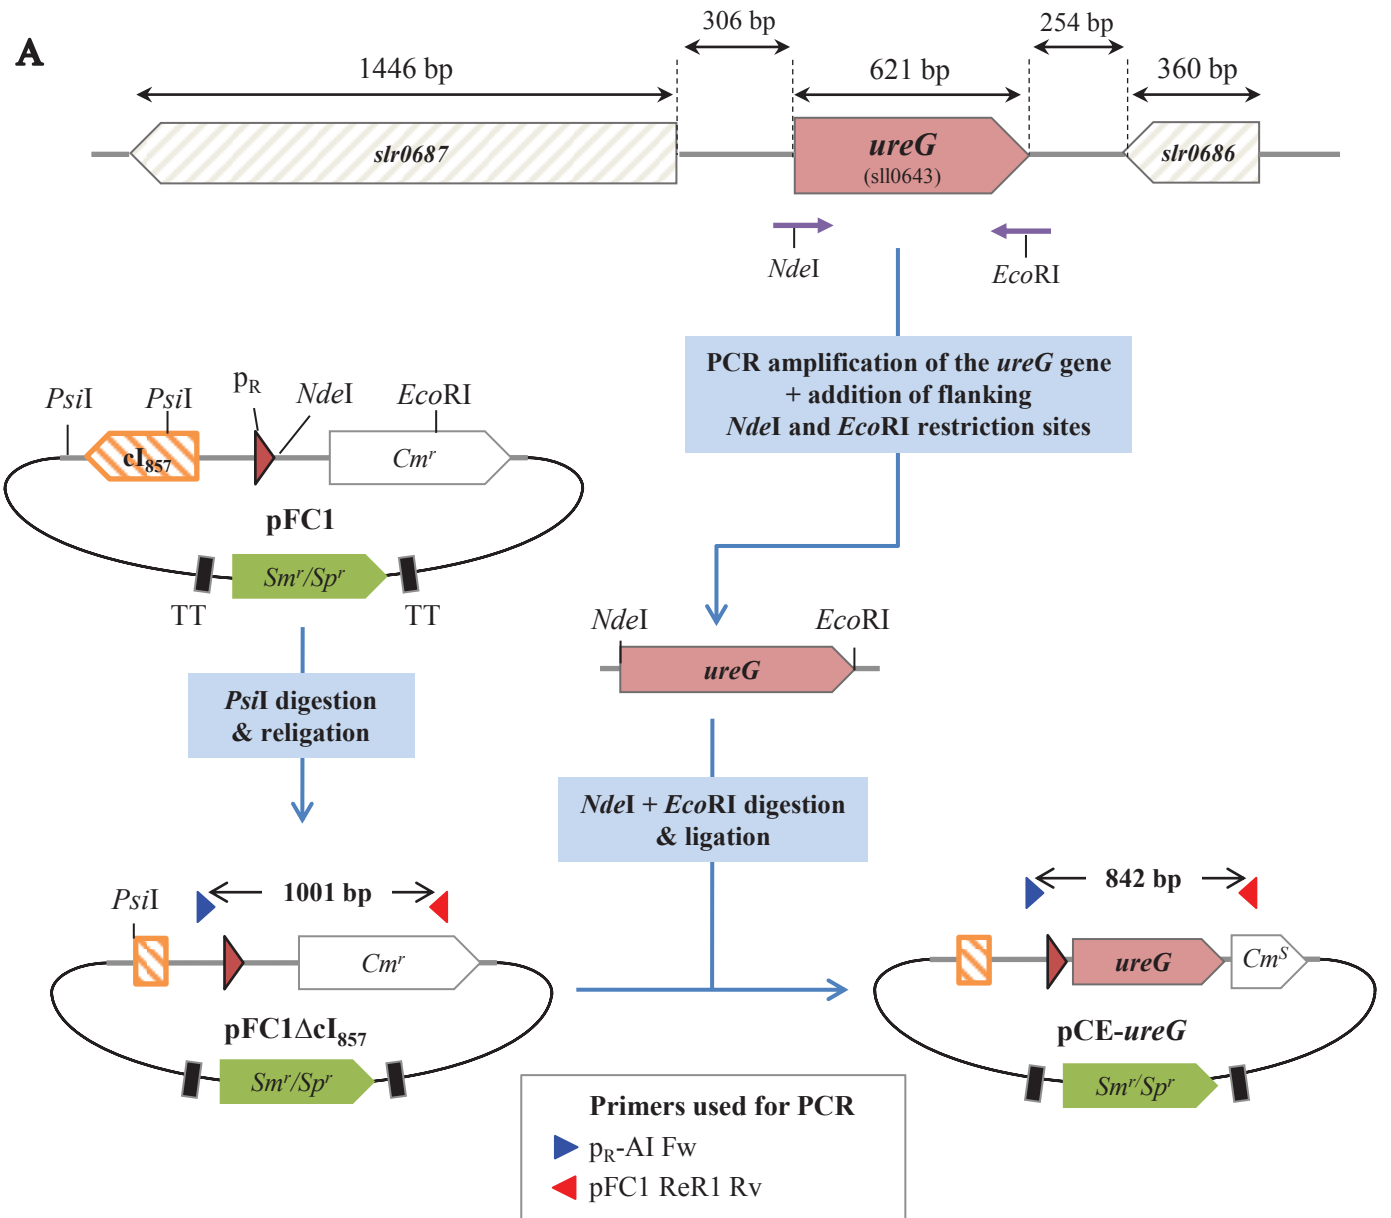 A
306 bp
254 bp
1446 bp
621 bp
360 bp
slr0687
ureG
(sll0643)
slr0686
NdeI
EcoRI
PCR amplification of the ureG gene
+ addition of flanking
NdeI and EcoRI restriction sites
PsiI
PsiI
pR
NdeI
EcoRI
cI857
Cmr
pFC1
Smr/Spr
TT
TT
NdeI
EcoRI
ureG
PsiI digestion
& religation
NdeI + EcoRI digestion
& ligation
1001 bp
842 bp
PsiI
Cmr
ureG
CmS
pFC1ΔcI857
pCE-ureG
Smr/Spr
Smr/Spr
Primers used for PCR
pR-AI Fw
pFC1 ReR1 Rv